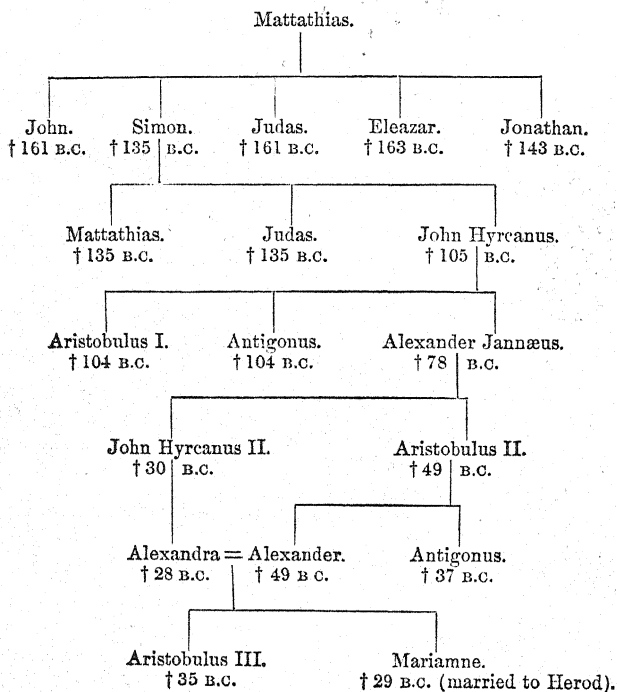 Mattathias.
John. Simon. Judas. Eleazar. Jonathan.
† 161 B.C. † 135 B.C. † 161 B.C. † 163 B.C. † 143 B.C.
Mattathias. Judas. John Hyrcanus.
† 135 B.C. † 135 B.C. † 105 B.C.
Aristobulus I. Antigonus. Alexander Jannæus.
† 104 B.C. † 104 B.C. † 78 B.C.
John Hyrcanus II. Aristobulus II.
† 30 B.C. † 49 B.C.
Alexandra = Alexander. Antigonus.
† 28 B.C. † 49 B C. † 37 B.C.
Aristobulus III. Mariamne.
† 35 B.C. † 29 B.C. (married to Herod).